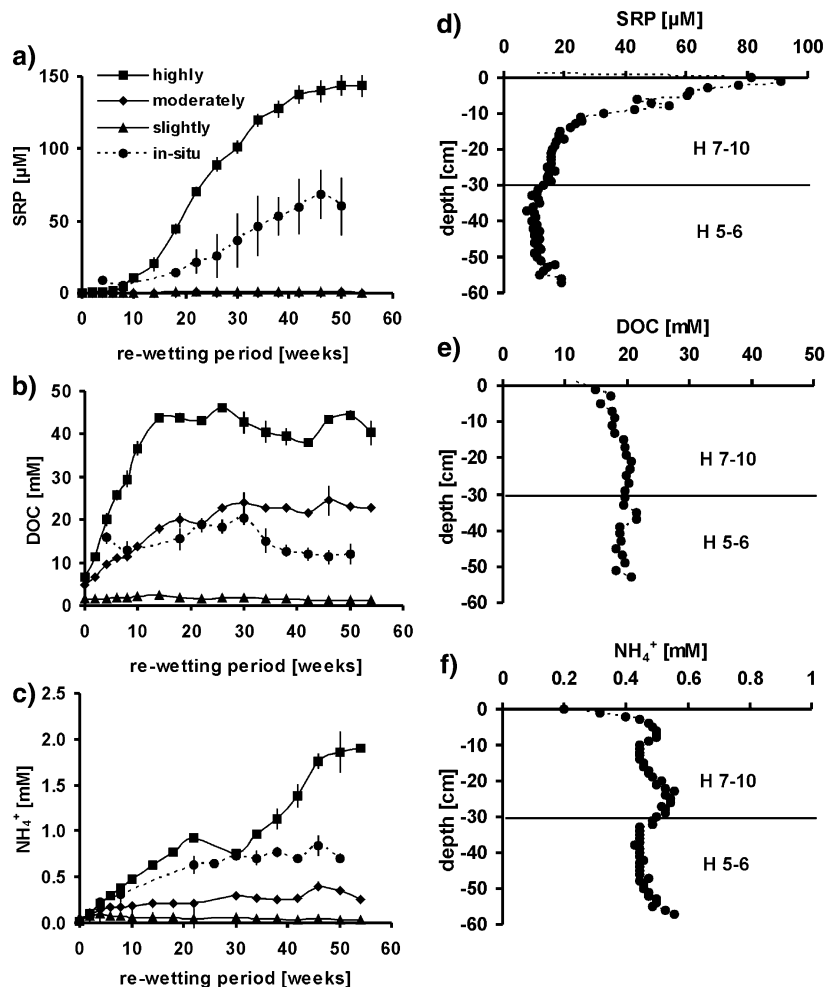 a)
highly
moderately
slightly
in-situ
150
100
50
0
SRP [µM]
0 10 20 30 40 50 60
re-wetting period [weeks]
b)
50
40
30
20
10
0
DOC [mM]
0 10 20 30 40 50 60
re-wetting period [weeks]
c)
2.5
2.0
1.5
1.0
0.5
0.0
NH₄⁺ [mM]
0 10 20 30 40 50 60
re-wetting period [weeks]
d)
SRP [µM]
0 20 40 60 80 100
0
-10
-20
-30
-40
-50
-60
depth [cm]
H 7-10
H 5-6
e)
DOC [mM]
0 10 20 30 40 50
0
-10
-20
-30
-40
-50
-60
depth [cm]
H 7-10
H 5-6
f)
NH₄⁺ [mM]
0 0.2 0.4 0.6 0.8 1
0
-10
-20
-30
-40
-50
-60
depth [cm]
H 7-10
H 5-6